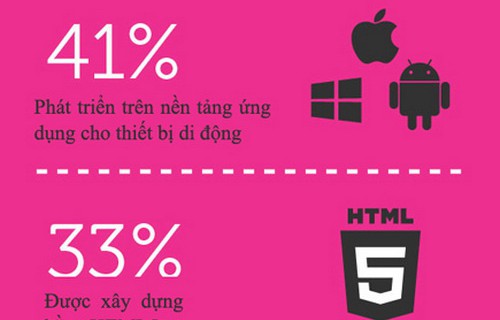 41%
Phát triển trên nền tảng ứng
dụng cho thiết bị di động
HTML
5
33%
Được xây dựng